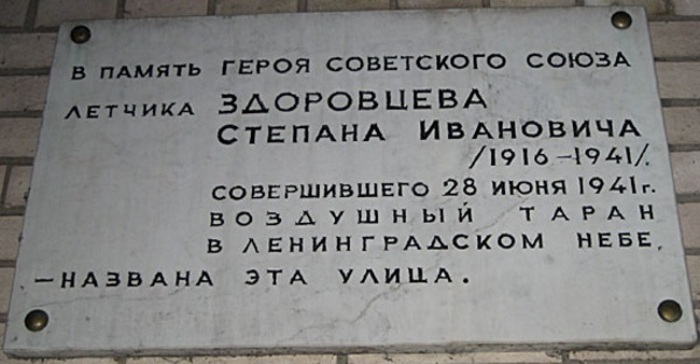 В ПАМЯТЬ ГЕРОЯ СОВЕТСКОГО СОЮЗА
ЛЕТЧИКА ЗДОРОВЦЕВА
СТЕПАНА ИВАНОВИЧА
/1916-1941/.
СОВЕРШИВШЕГО 28 ИЮНЯ 1941г.
ВОЗДУШНЫЙ ТАРАН
В ЛЕНИНГРАДСКОМ НЕБЕ,
—НАЗВАНА ЭТА УЛИЦА.